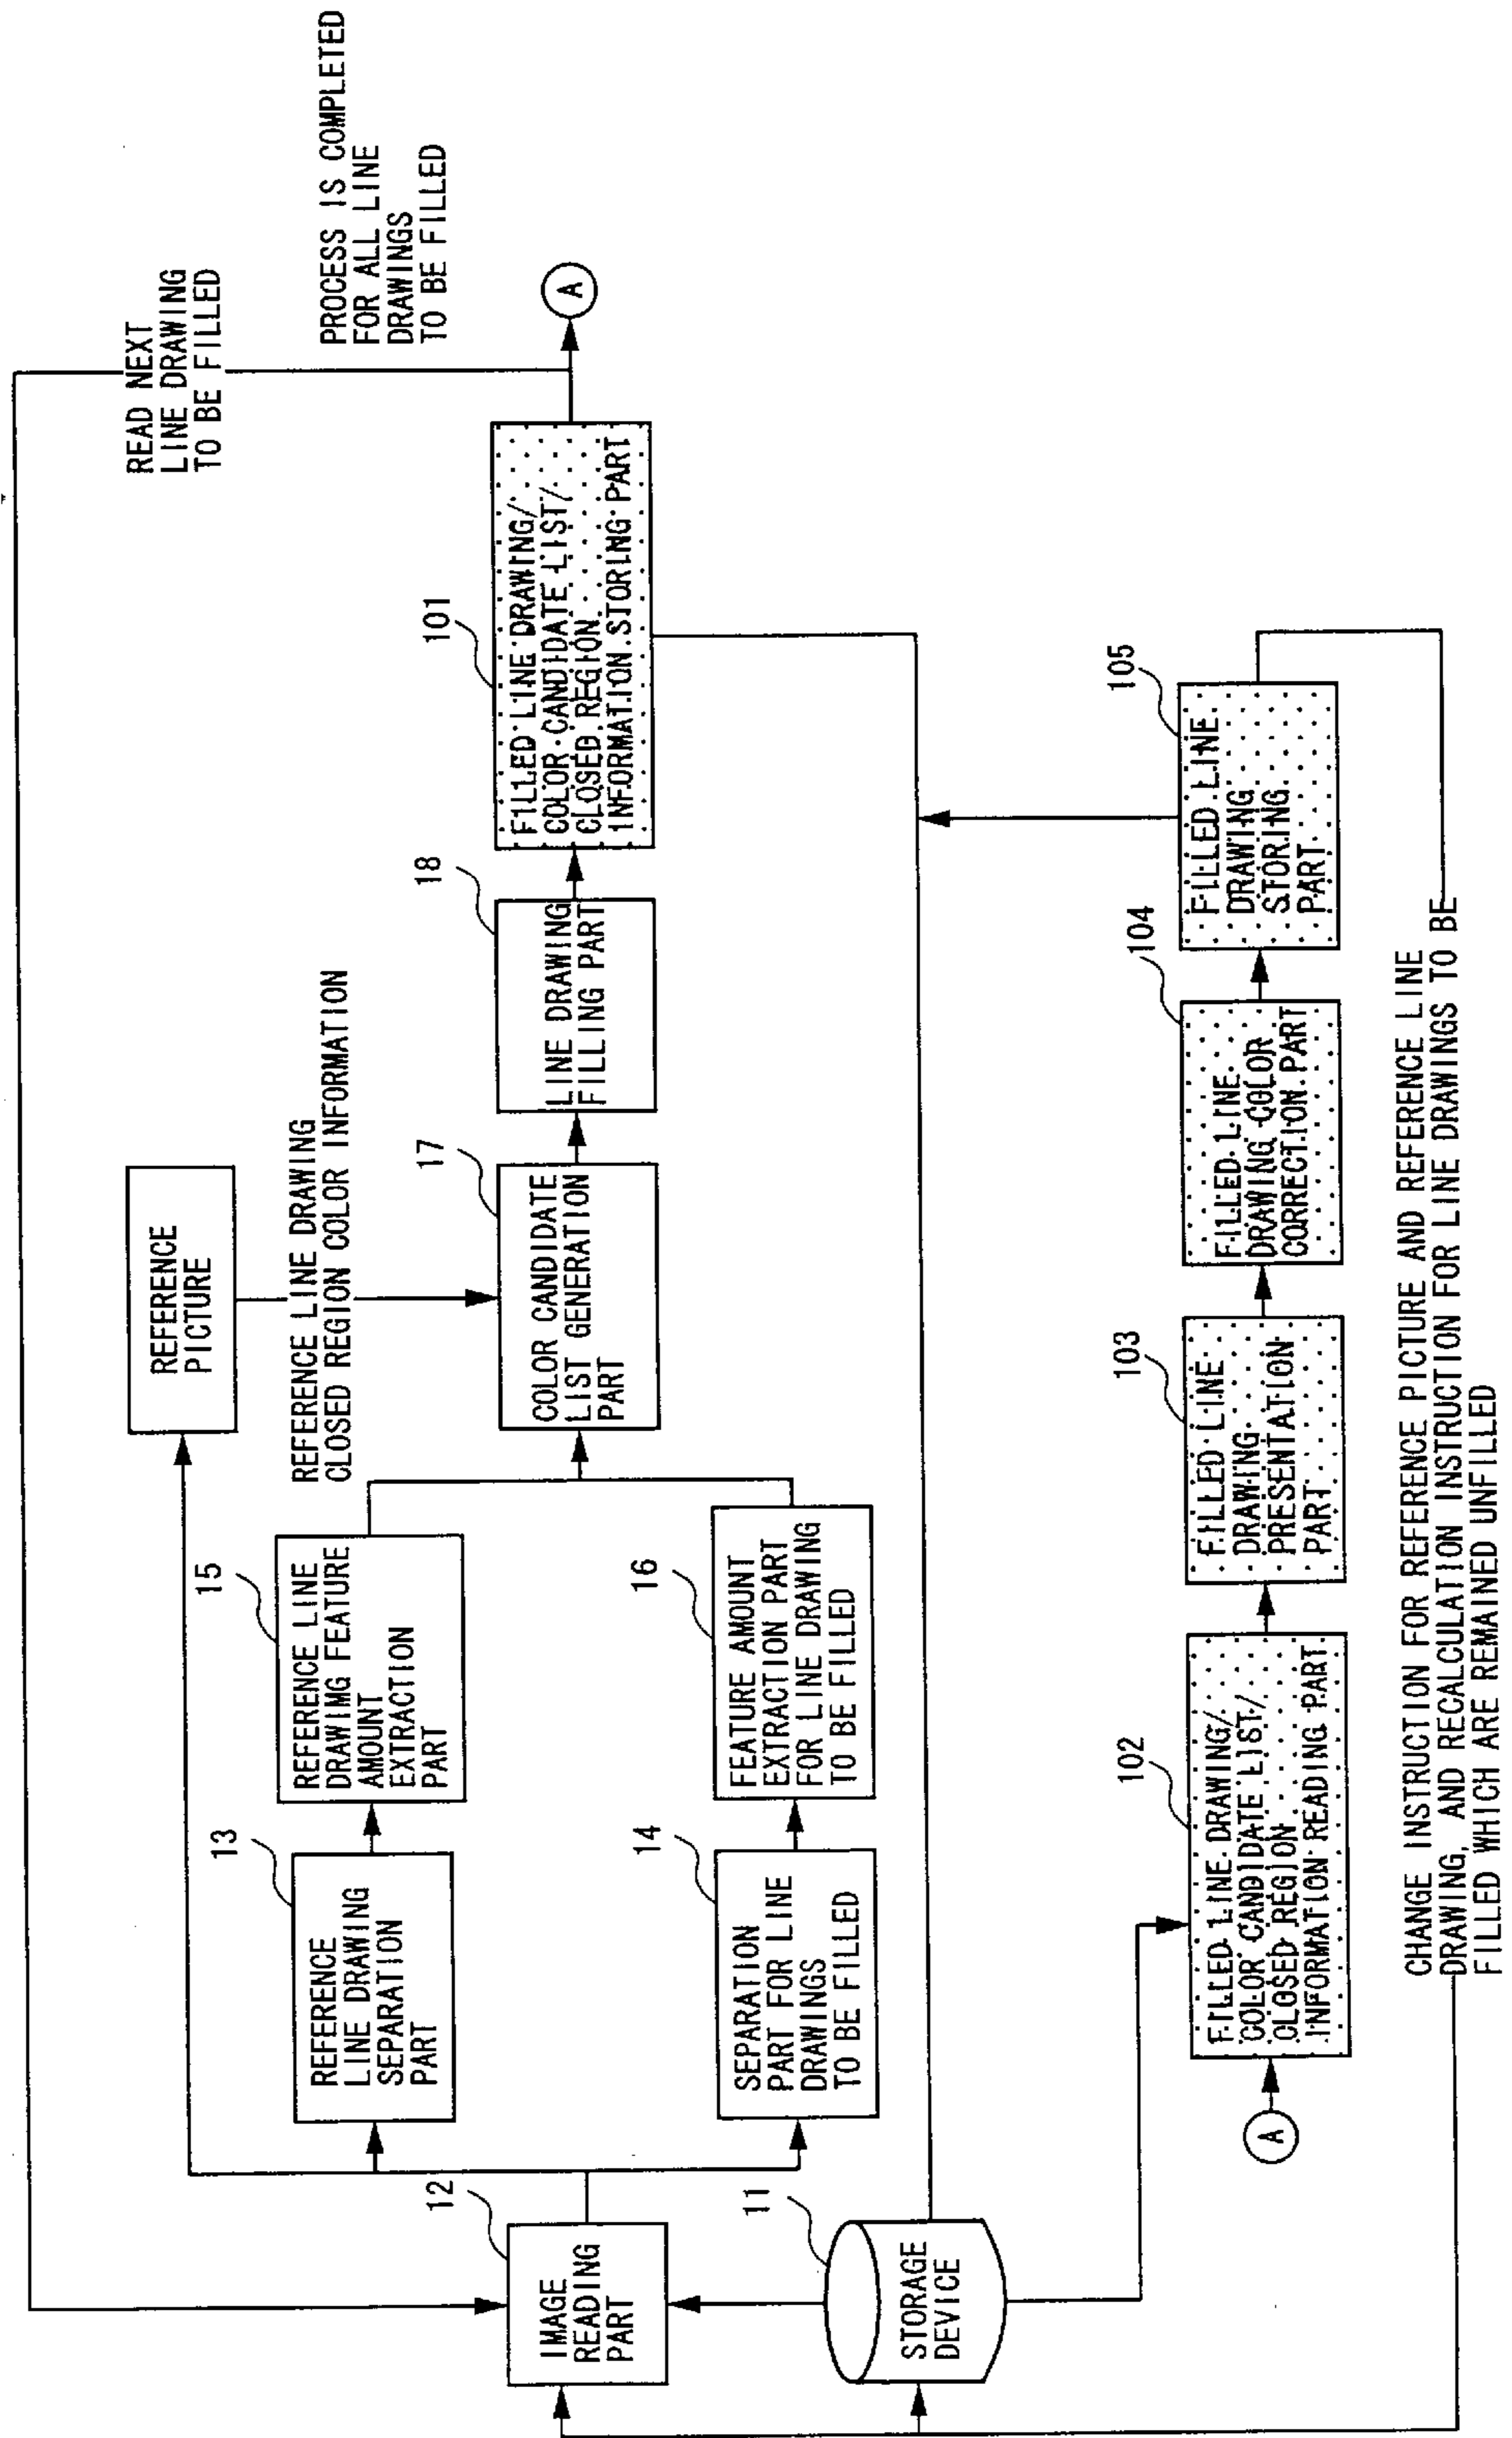 READ NEXT
LINE DRAWING
TO BE FILLED
PROCESS IS COMPLETED
FOR ALL LINE
DRAWINGS
TO BE FILLED
REFERENCE
PICTURE
REFERENCE LINE DRAWING
CLOSED REGION COLOR INFORMATION
12
IMAGE
READING
PART
13
REFERENCE
LINE DRAWING
SEPARATION
PART
15
REFERENCE LINE
DRAWIMG FEATURE
AMOUNT
EXTRACTION
PART
14
SEPARATION
PART FOR LINE
DRAWINGS
TO BE FILLED
16
FEATURE AMOUNT
EXTRACTION PART
FOR LINE DRAWING
TO BE FILLED
17
COLOR CANDIDATE
LIST GENERATION
PART
18
LINE DRAWING
FILLING PART
101
FILLED LINE DRAWING/
COLOR CANDIDATE LIST/
CLOSED REGION
INFORMATION STORING PART
A
11
STORAGE
DEVICE
A
102
FILLED LINE DRAWING/
COLOR CANDIDATE LIST/
CLOSED REGION
INFORMATION READING PART
103
FILLED LINE
DRAWING
PRESENTATION
PART
104
FILLED LINE
DRAWING COLOR
CORRECTION PART
105
FILLED LINE
DRAWING
STORING
PART
CHANGE INSTRUCTION FOR REFERENCE PICTURE AND REFERENCE LINE
DRAWING, AND RECALCULATION INSTRUCTION FOR LINE DRAWINGS TO BE
FILLED WHICH ARE REMAINED UNFILLED